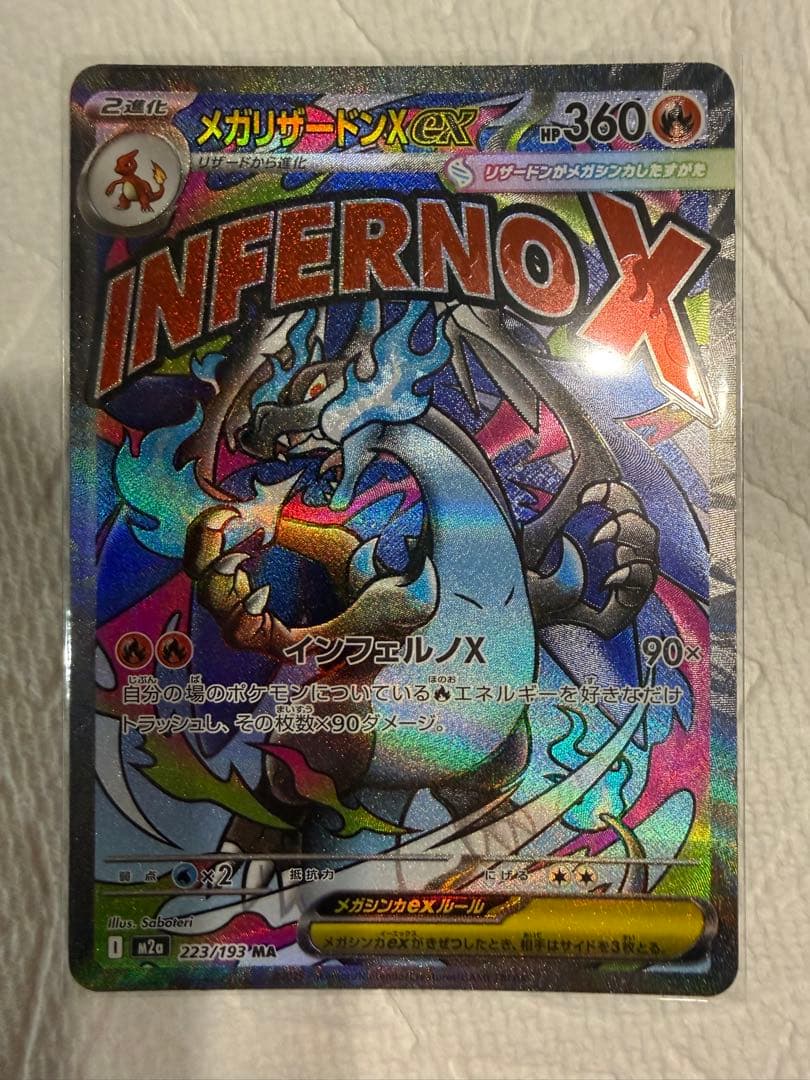 2進化
メガリザードンXex
HP360
リザードから進化
リザードンがメガシンカしたすがた
INFERNO X
インフェルノX 90×
自分の場のポケモンについているエネルギーを好きなだけ
トラッシュし、その枚数×90ダメージ。
弱点 ×2 抵抗力 にげる
Illus. Saboteri
メガシンカexルール
メガシンカexがきぜつしたとき、相手はサイドを3枚とる。
I M2a 223/193 MA